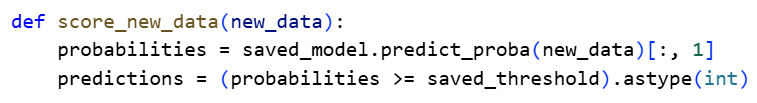 def score_new_data(new_data):
    probabilities = saved_model.predict_proba(new_data)[:, 1]
    predictions = (probabilities >= saved_threshold).astype(int)